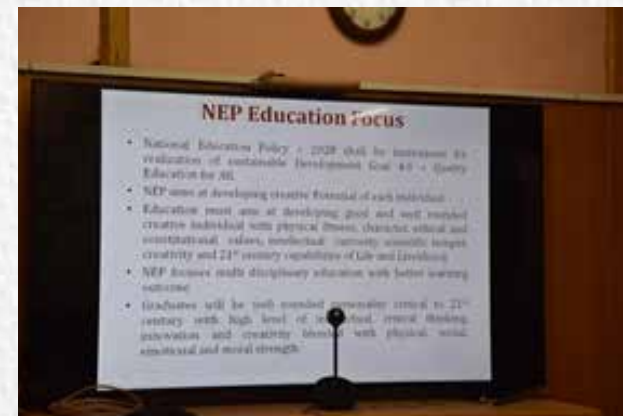 NEP Education Focus
• National Education Policy - 2020 shall be instrument for
realization of sustainable Development Goal 4.0 - Quality
Education for All.
• NEP aims at developing creative Potential of each individual
• Education must aim at developing good and well rounded
creative individual with physical fitness, character, ethical and
constitutional values, intellectual curiosity, scientific temper,
creativity and 21st century capabilities of Life and Livelihood
• NEP focuses multi disciplinary education with better learning
outcome
• Graduates will be well rounded personality critical to 21st
century with high level of critical thinking
innovation and creativity with physical, social,
emotional and moral strength.